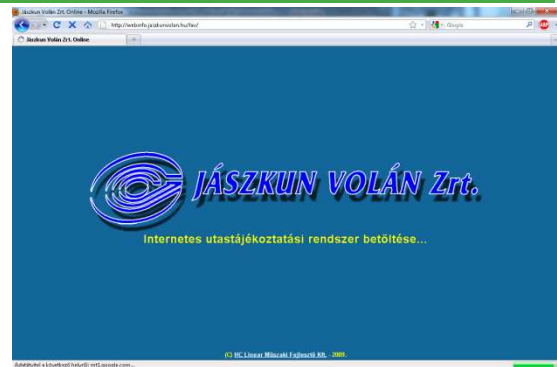 Jászkun Volán Zrt. Online - Mozilla Firefox
Google
Jászkun Volán Zrt. Online
JÁSZKUN VOLÁN Zrt.
Internetes utastájékoztatási rendszer betöltése...
(C) HC Linear Műszaki Fejlesztő Kft. - 2009.